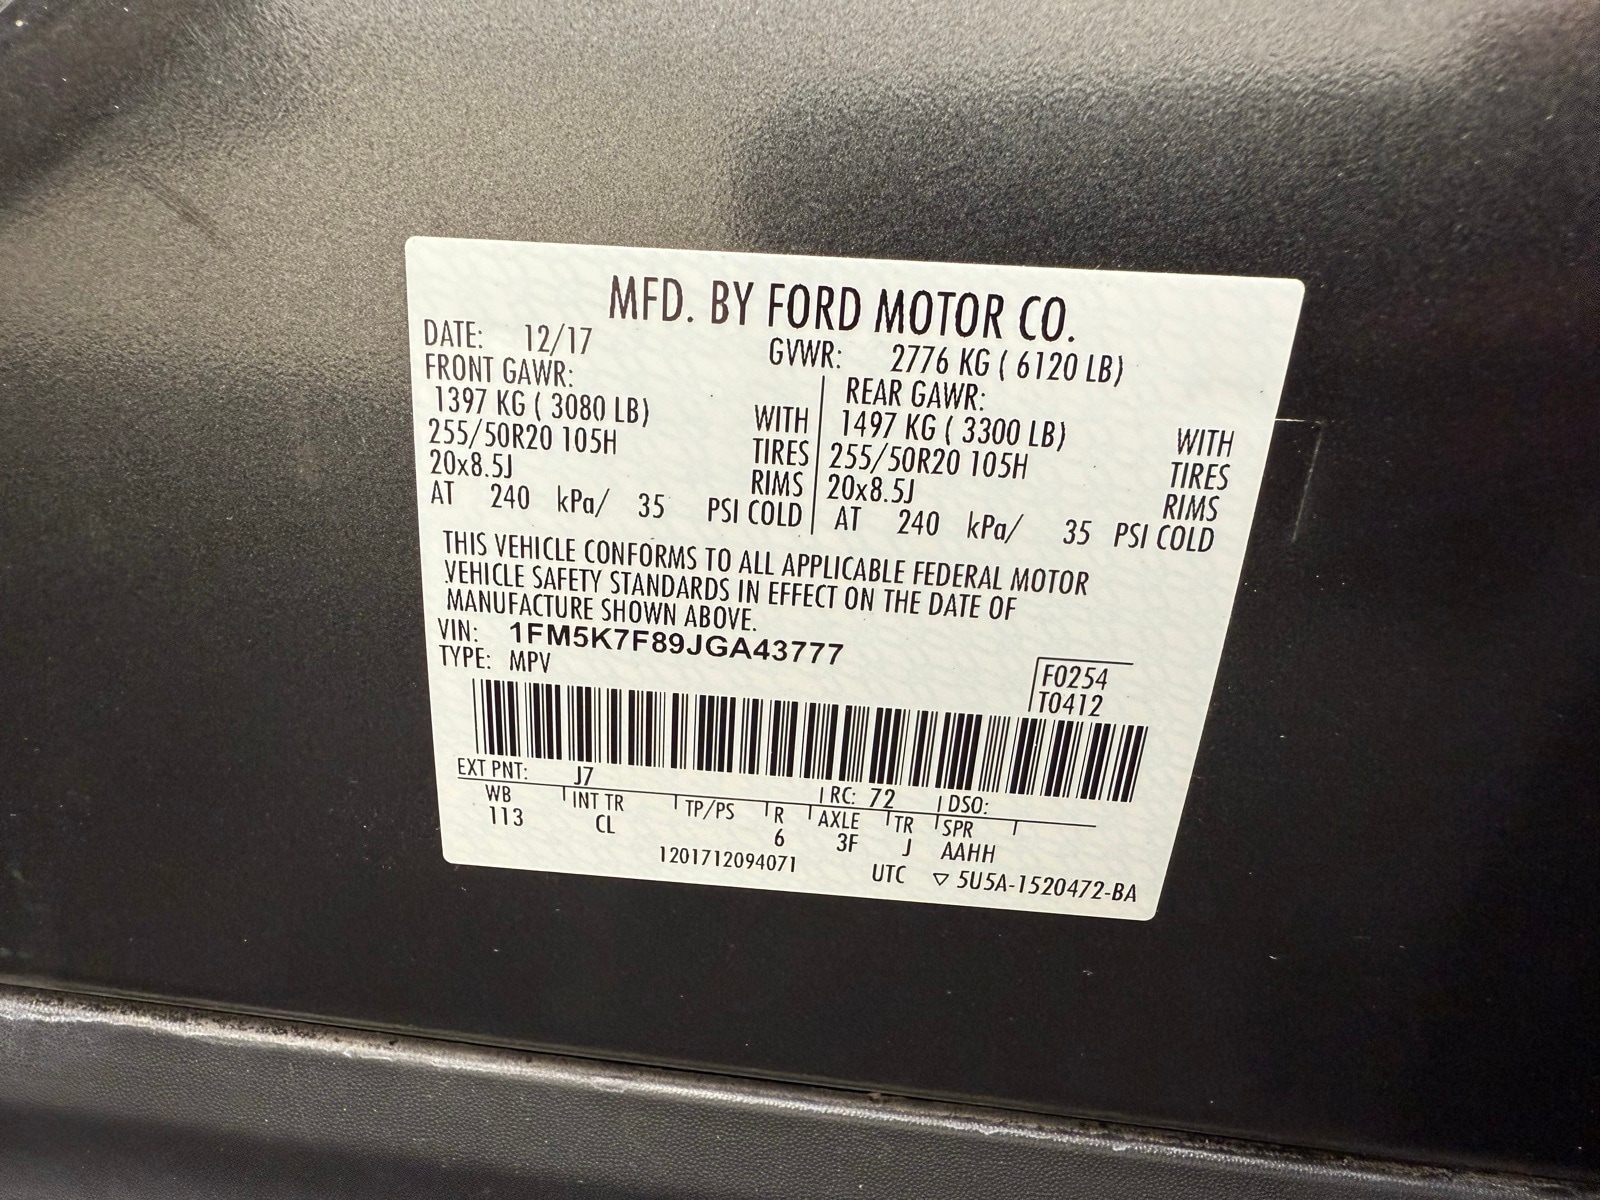 MFD. BY FORD MOTOR CO.
DATE: 12/17 GVWR: 2776 KG ( 6120 LB)
FRONT GAWR: REAR GAWR:
1397 KG ( 3080 LB) WITH 1497 KG ( 3300 LB) WITH
255/50R20 105H TIRES 255/50R20 105H TIRES
20x8.5J RIMS 20x8.5J RIMS
AT 240 kPa/ 35 PSI COLD AT 240 kPa/ 35 PSI COLD
THIS VEHICLE CONFORMS TO ALL APPLICABLE FEDERAL MOTOR
VEHICLE SAFETY STANDARDS IN EFFECT ON THE DATE OF
MANUFACTURE SHOWN ABOVE.
VIN: 1FM5K7F89JGA43777
TYPE: MPV
F0254
T0412
EXT PNT: J7 RC: 72 DSO:
WB INT TR TP/PS R AXLE TR SPR
113 CL 6 3F J AAHH
1201712094071 UTC ▽ 5U5A-1520472-BA